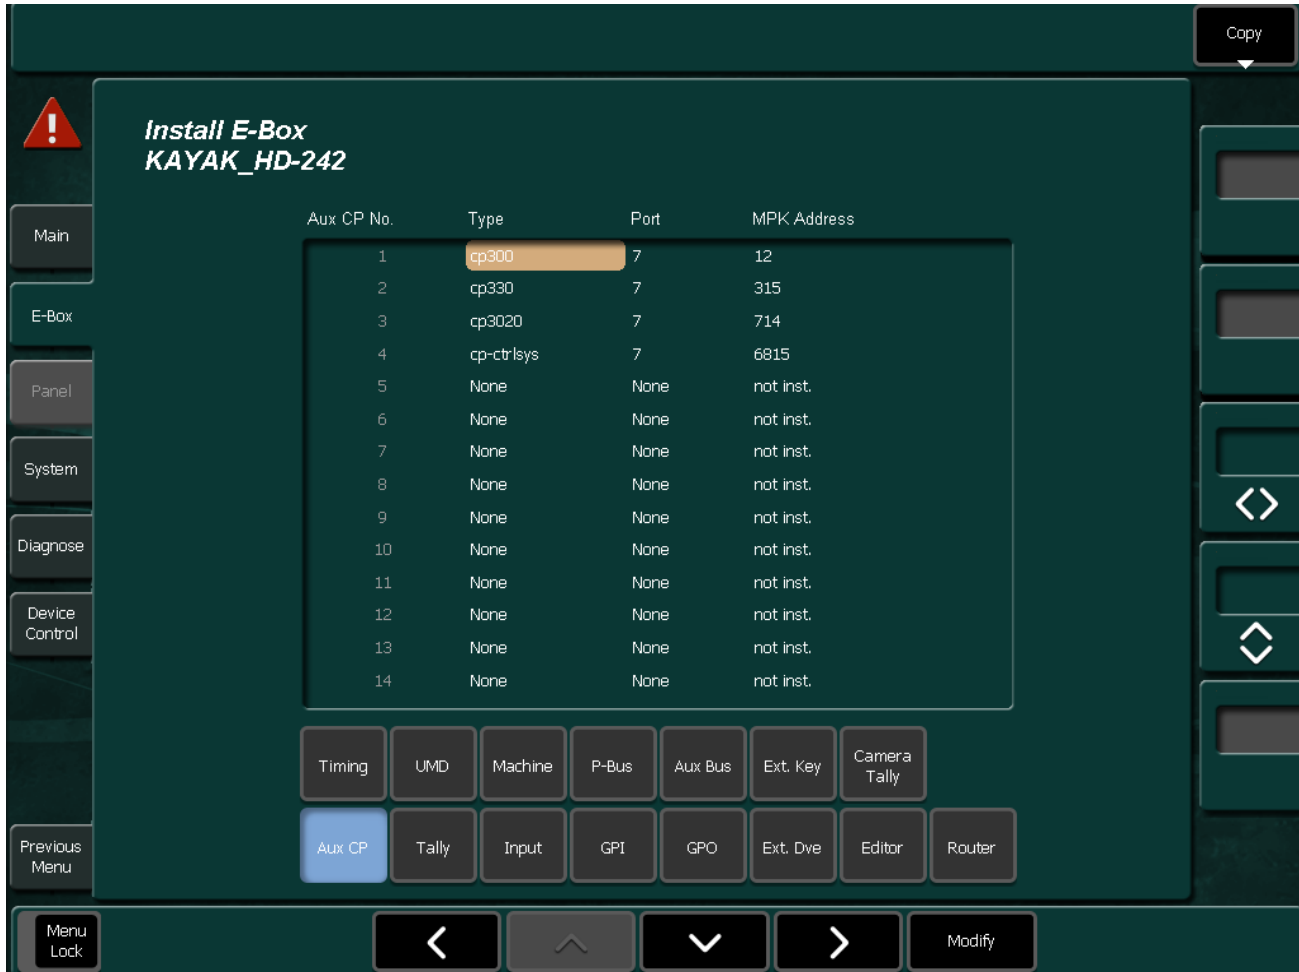 Copy
Install E-Box
KAYAK_HD-242
Aux CP No. Type Port MPK Address
1 cp300 7 12
2 cp330 7 315
3 cp3020 7 714
4 cp-ctrlsys 7 6815
5 None None not inst.
6 None None not inst.
7 None None not inst.
8 None None not inst.
9 None None not inst.
10 None None not inst.
11 None None not inst.
12 None None not inst.
13 None None not inst.
14 None None not inst.
Main
E-Box
Panel
System
Diagnose
Device
Control
Previous
Menu
Timing UMD Machine P-Bus Aux Bus Ext. Key Camera
Tally
Aux CP Tally Input GPI GPO Ext. Dve Editor Router
Menu
Lock
Modify